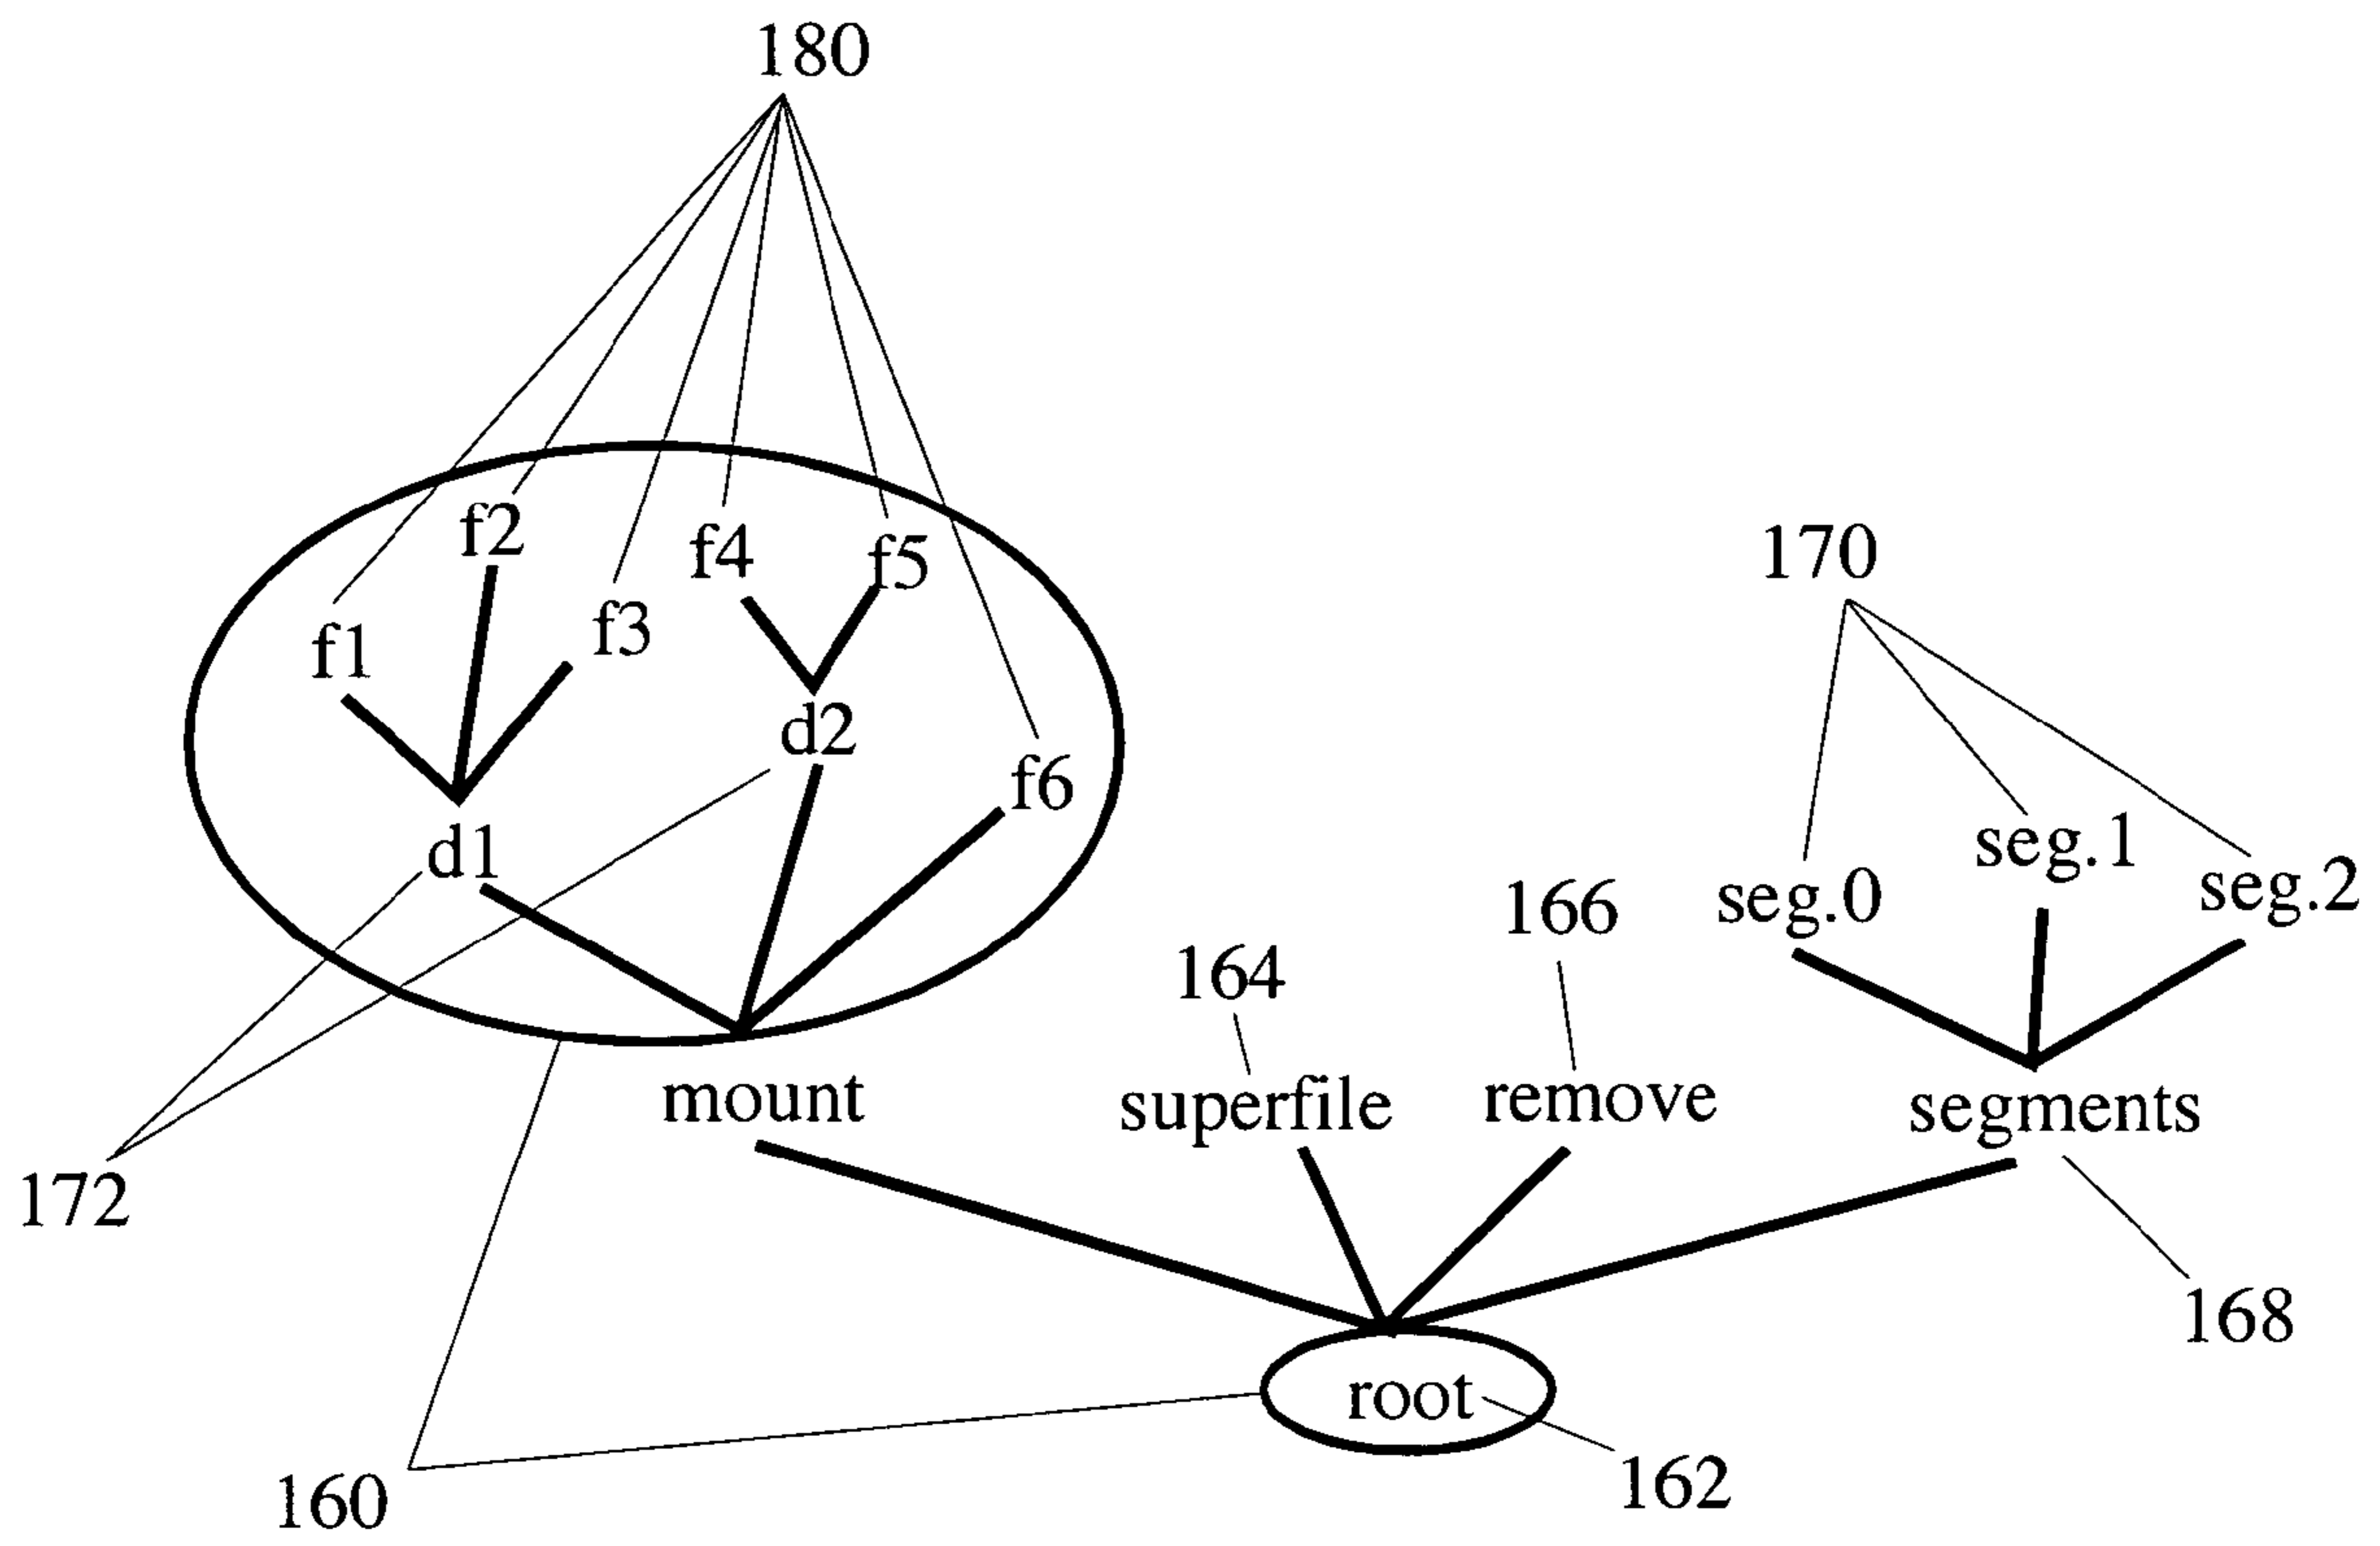 180
f2
f4
f5
170
f1
f3
d2
f6
d1
seg.0
seg.1
seg.2
166
164
mount
superfile
remove
segments
172
168
root
160
162